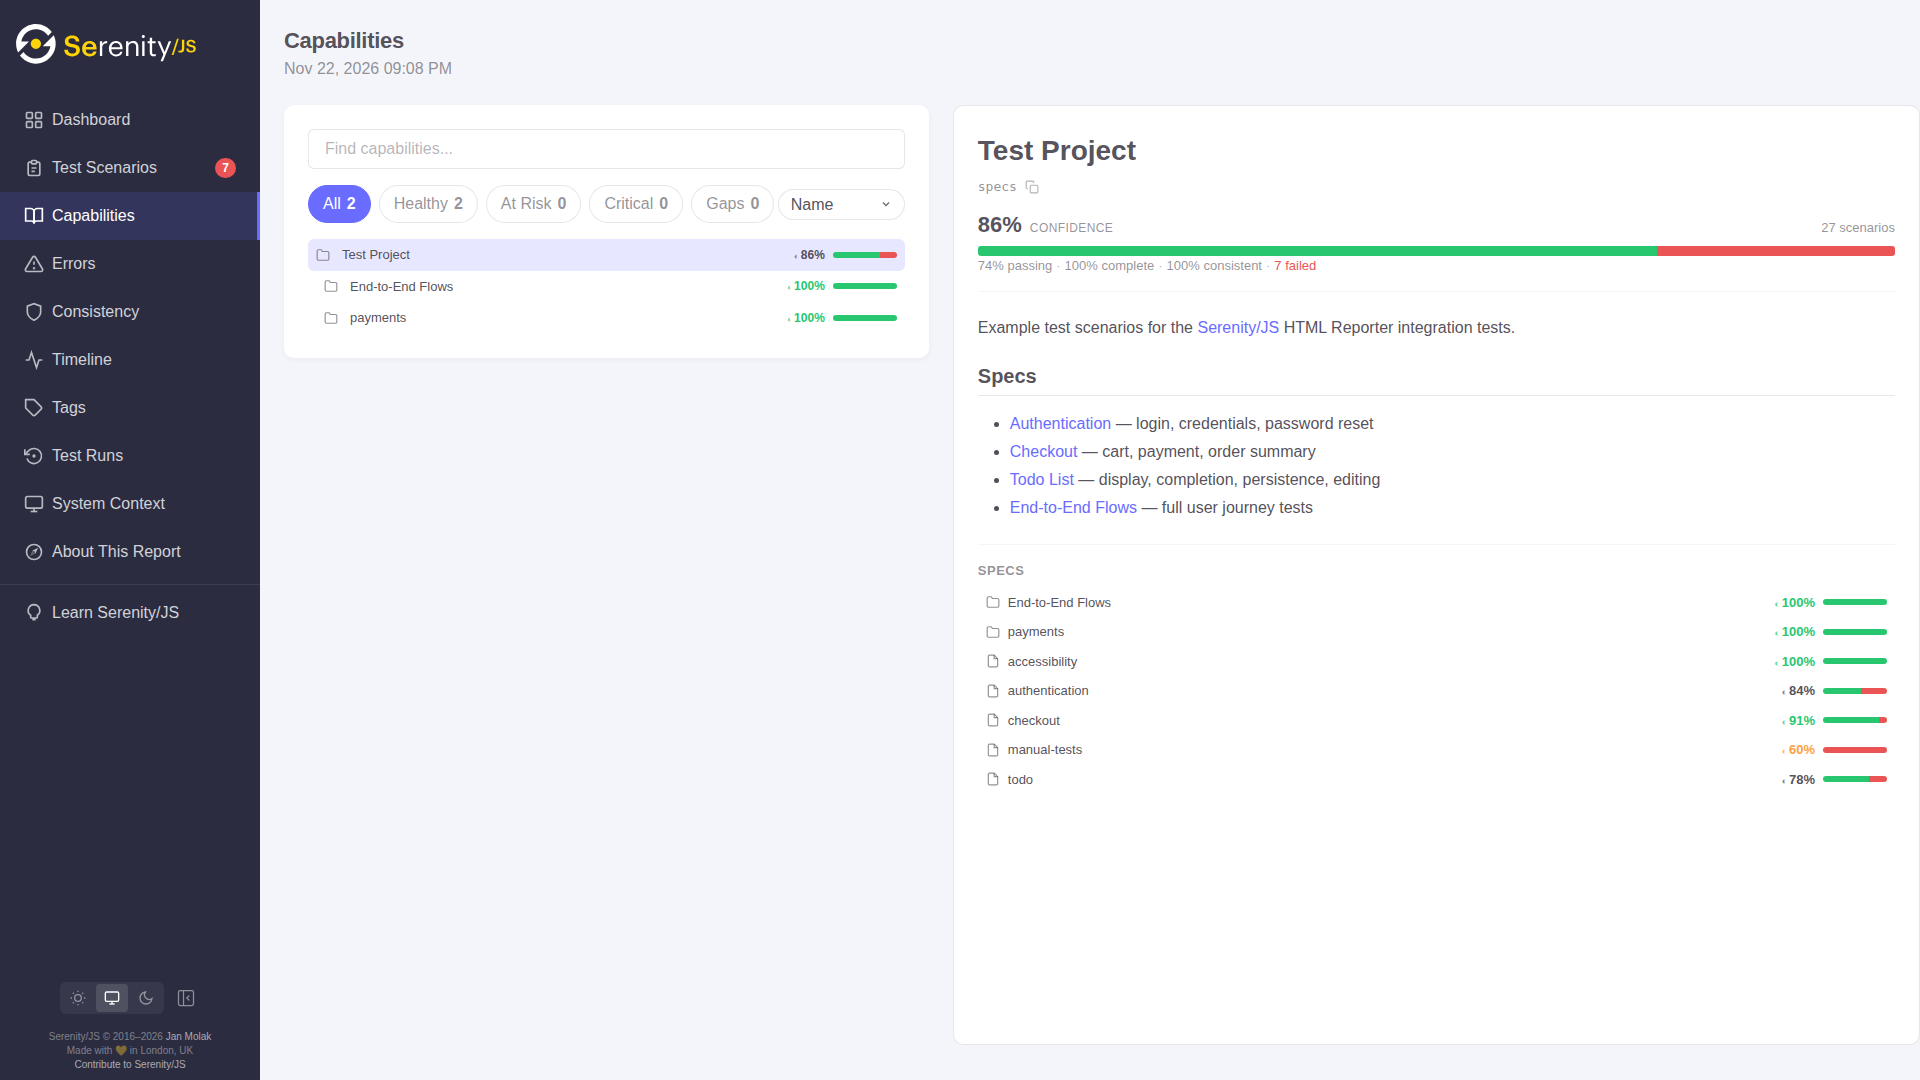 Serenity/JS
Dashboard
Test Scenarios 7
Capabilities
Errors
Consistency
Timeline
Tags
Test Runs
System Context
About This Report
Learn Serenity/JS
Serenity/JS © 2016–2026 Jan Molak
Made with 🧡 in London, UK
Contribute to Serenity/JS
Capabilities
Nov 22, 2026 09:08 PM
Find capabilities...
All 2 Healthy 2 At Risk 0 Critical 0 Gaps 0 Name
Test Project 86%
End-to-End Flows 100%
payments 100%
Test Project
specs
86% CONFIDENCE 27 scenarios
74% passing · 100% complete · 100% consistent · 7 failed
Example test scenarios for the Serenity/JS HTML Reporter integration tests.
Specs
Authentication — login, credentials, password reset
Checkout — cart, payment, order summary
Todo List — display, completion, persistence, editing
End-to-End Flows — full user journey tests
SPECS
End-to-End Flows 100%
payments 100%
accessibility 100%
authentication 84%
checkout 91%
manual-tests 60%
todo 78%